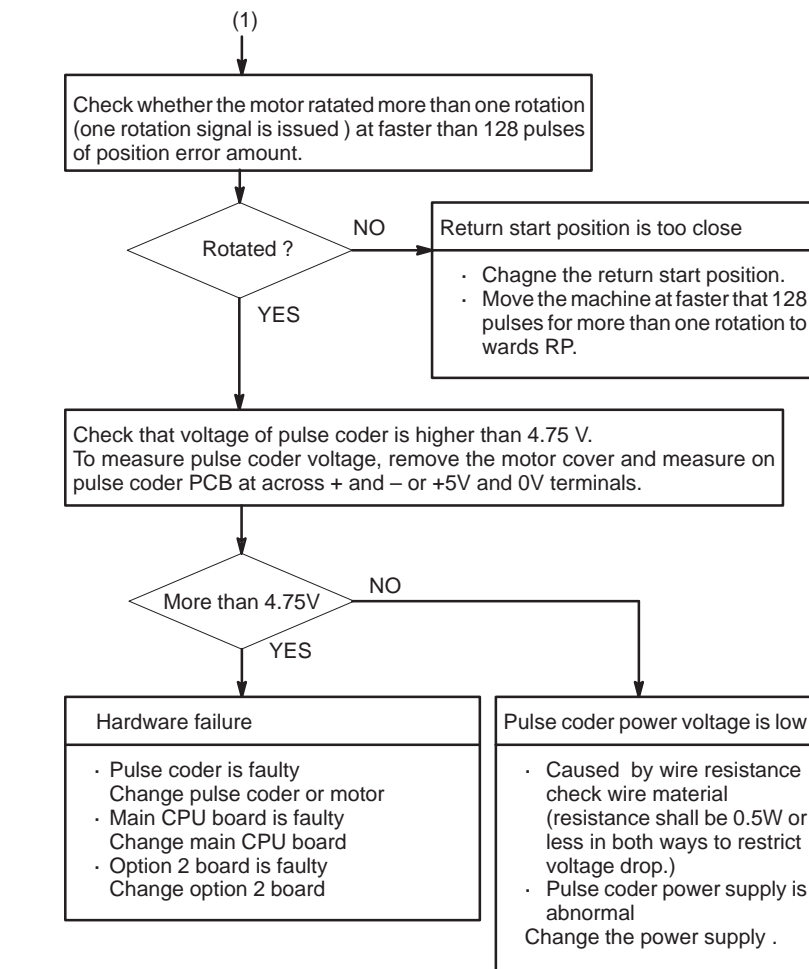 (1)
Check whether the motor ratated more than one rotation
(one rotation signal is issued ) at faster than 128 pulses
of position error amount.
Rotated ?
NO
YES
Return start position is too close
· Chagne the return start position.
· Move the machine at faster that 128
pulses for more than one rotation to
wards RP.
Check that voltage of pulse coder is higher than 4.75 V.
To measure pulse coder voltage, remove the motor cover and measure on
pulse coder PCB at across + and – or +5V and 0V terminals.
More than 4.75V
NO
YES
Hardware failure
· Pulse coder is faulty
Change pulse coder or motor
· Main CPU board is faulty
Change main CPU board
· Option 2 board is faulty
Change option 2 board
Pulse coder power voltage is low
· Caused by wire resistance
check wire material
(resistance shall be 0.5W or
less in both ways to restrict
voltage drop.)
· Pulse coder power supply is
abnormal
Change the power supply .